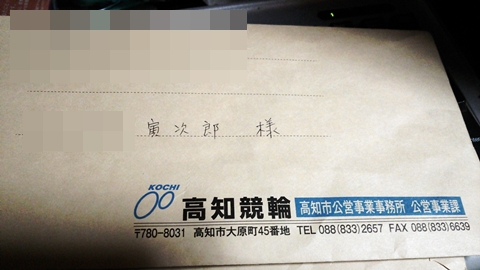 寅次郎 様
KOCHI
高知競輪 高知市公営事業事務所 公営事業課
〒780-8031 高知市大原町45番地 TEL 088(833)2657 FAX 088(833)6639